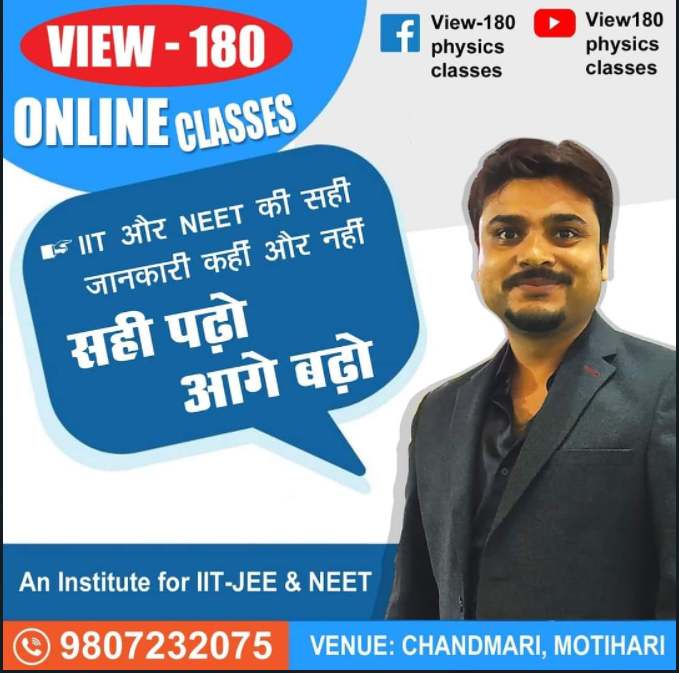 VIEW - 180
ONLINE CLASSES
View-180
physics
classes
View180
physics
classes
IIT और NEET की सही
जानकारी कहीं और नहीं
सही पढ़ो
आगे बढ़ो
An Institute for IIT-JEE & NEET
9807232075
VENUE: CHANDMARI, MOTIHARI